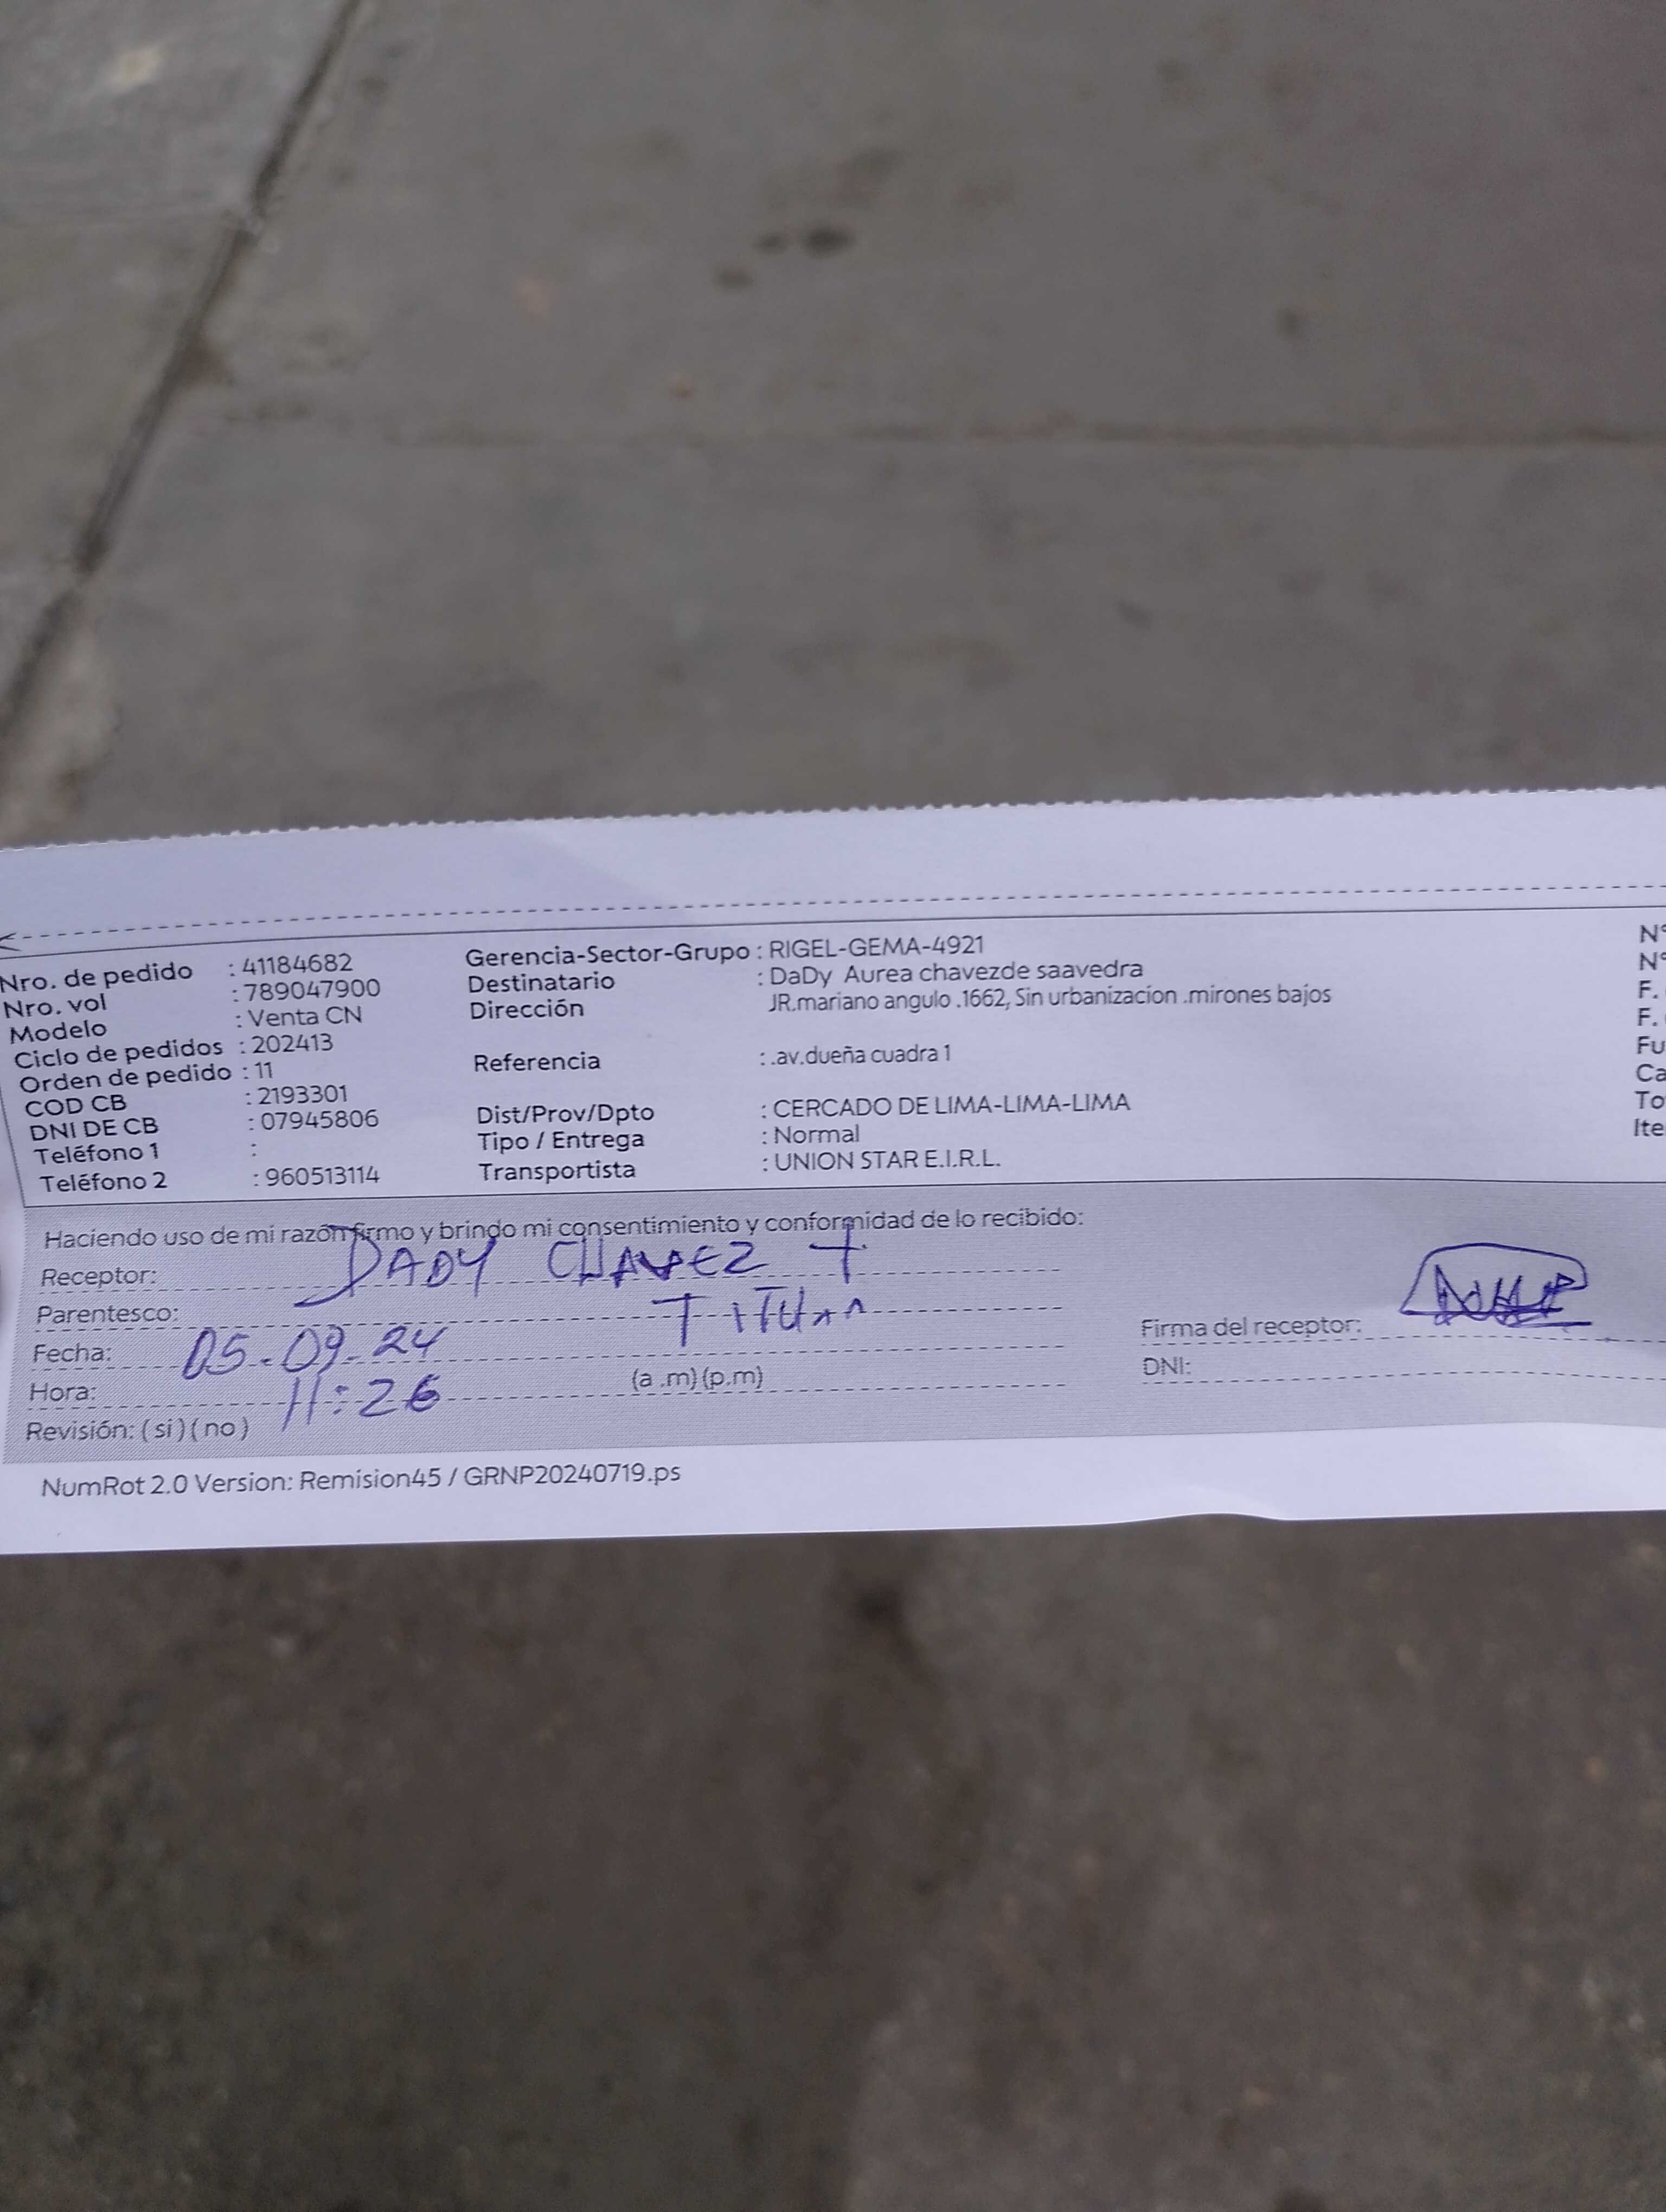 Nro. de pedido : 41184682
Nro. vol : 789047900
Modelo : Venta CN
Ciclo de pedidos : 202413
Orden de pedido : 11
COD CB : 2193301
DNI DE CB : 07945806
Teléfono 1 :
Teléfono 2 : 960513114
Gerencia-Sector-Grupo : RIGEL-GEMA-4921
Destinatario : DaDy Aurea chavezde saavedra
Dirección JR.mariano angulo .1662, Sin urbanizacion .mirones bajos
Referencia : .av.dueña cuadra 1
Dist/Prov/Dpto : CERCADO DE LIMA-LIMA-LIMA
Tipo / Entrega : Normal
Transportista : UNION STAR E.I.R.L.
N°
N°
F.
F.
Fu
Ca
To
Ite
Haciendo uso de mi razón firmo y brindo mi consentimiento y conformidad de lo recibido:
Receptor: DADY CHAVEZ T
Parentesco:
Fecha: 05-09-24
Hora: 11:26 (a .m) (p.m)
Revisión: ( si ) ( no )
Firma del receptor:
DNI:
NumRot 2.0 Version: Remision45 / GRNP20240719.ps